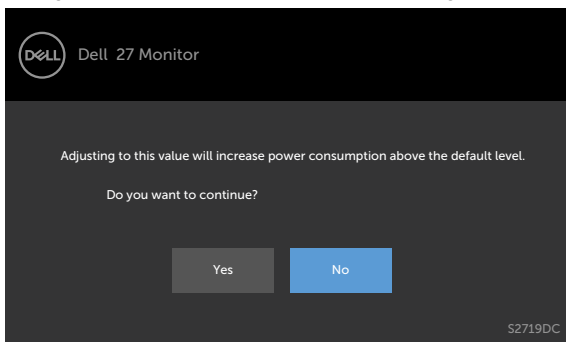 DELL
Dell 27 Monitor
Adjusting to this value will increase power consumption above the default level.
Do you want to continue?
Yes
No
S2719DC